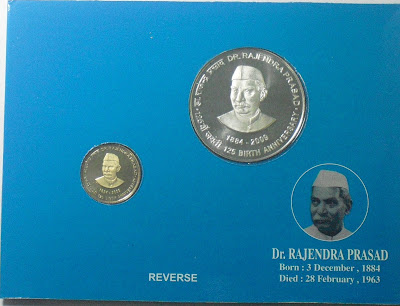 डा. राजेन्द्र प्रसाद DR. RAJENDRA PRASAD
1884 - 2009
125 BIRTH ANNIVERSARY
Dr. RAJENDRA PRASAD
Born : 3 December , 1884
Died : 28 February , 1963
REVERSE